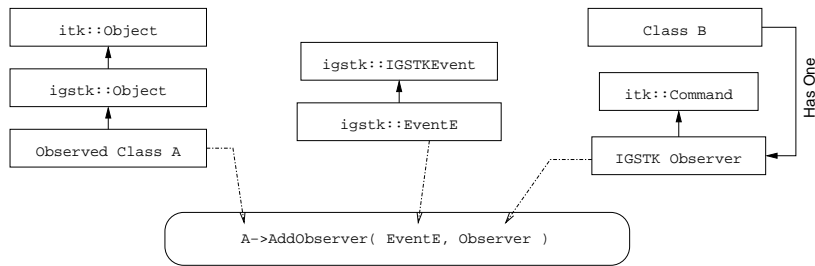 itk::Object
igstk::Object
Observed Class A
igstk::IGSTKEvent
igstk::EventE
Class B
itk::Command
IGSTK Observer
Has One
A->AddObserver( EventE, Observer )